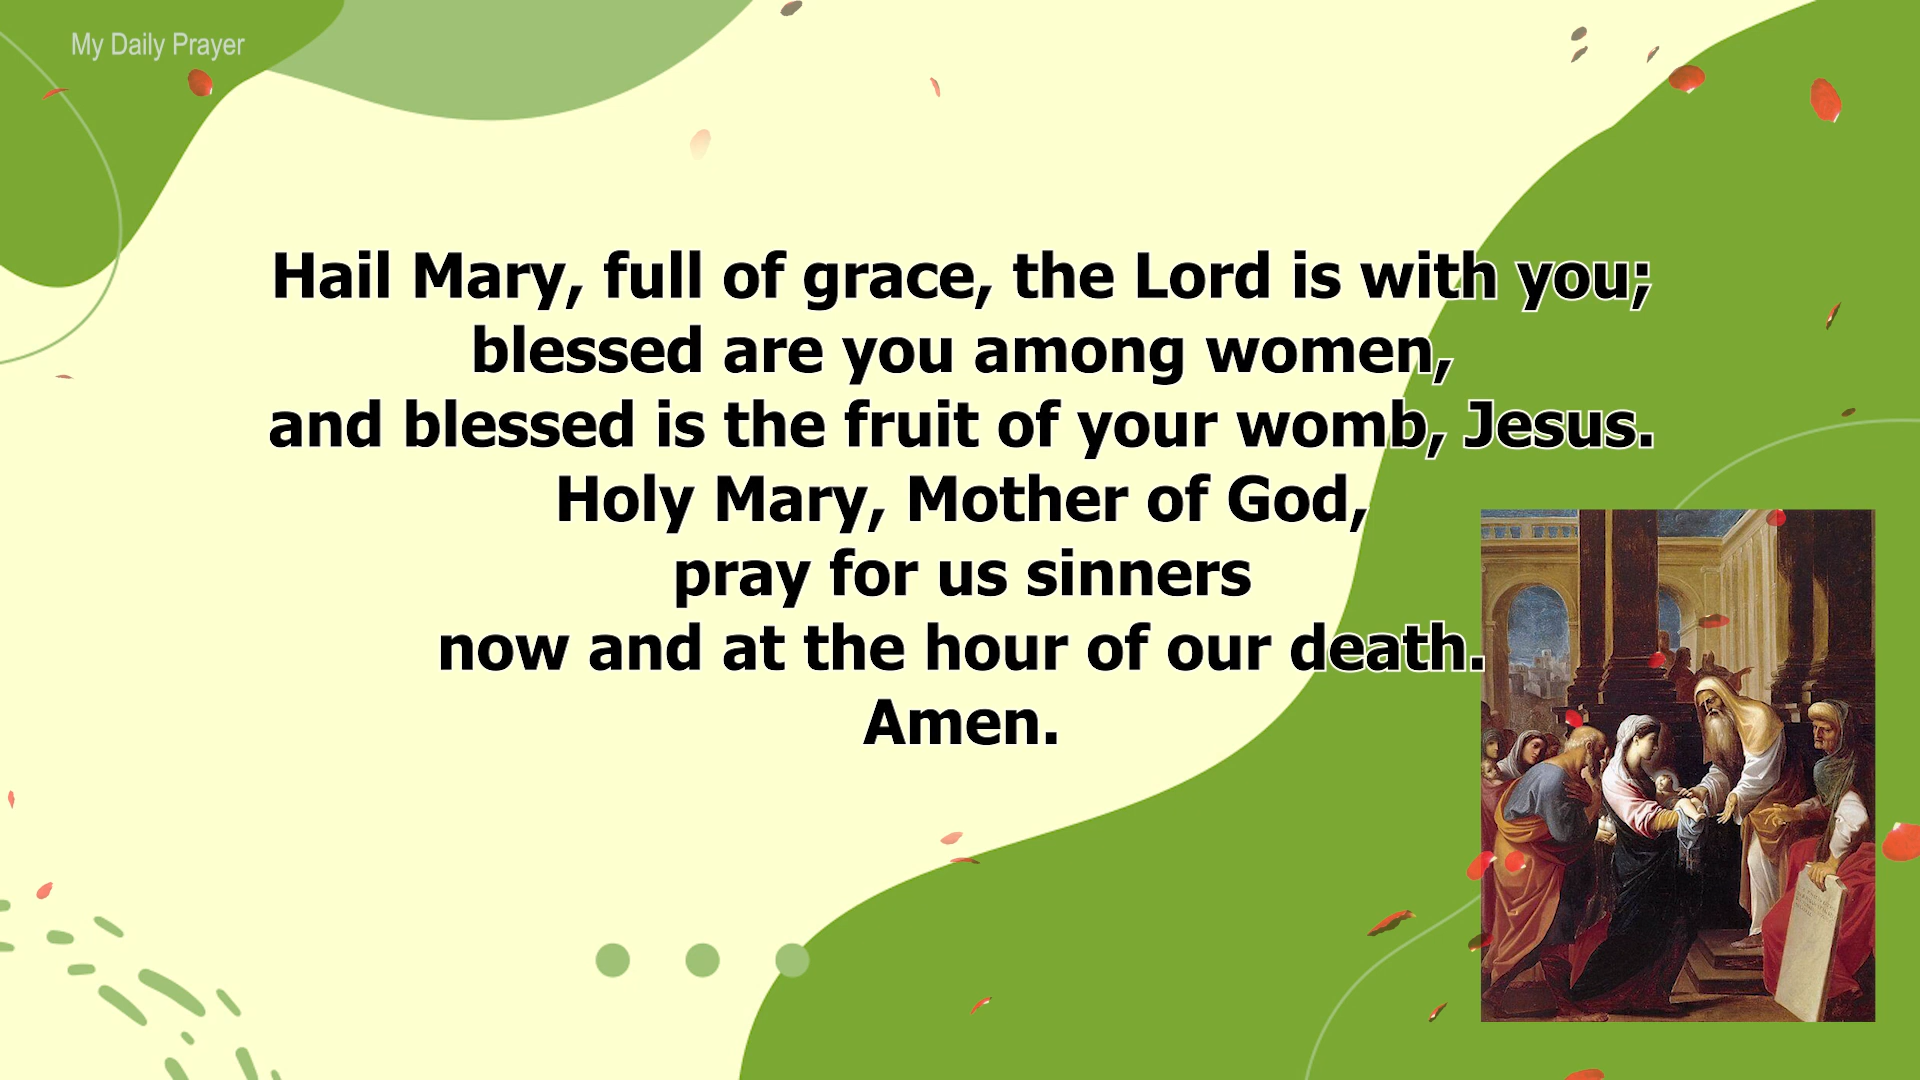 My Daily Prayer
Hail Mary, full of grace, the Lord is with you;
blessed are you among women,
and blessed is the fruit of your womb, Jesus.
Holy Mary, Mother of God,
pray for us sinners
now and at the hour of our death.
Amen.